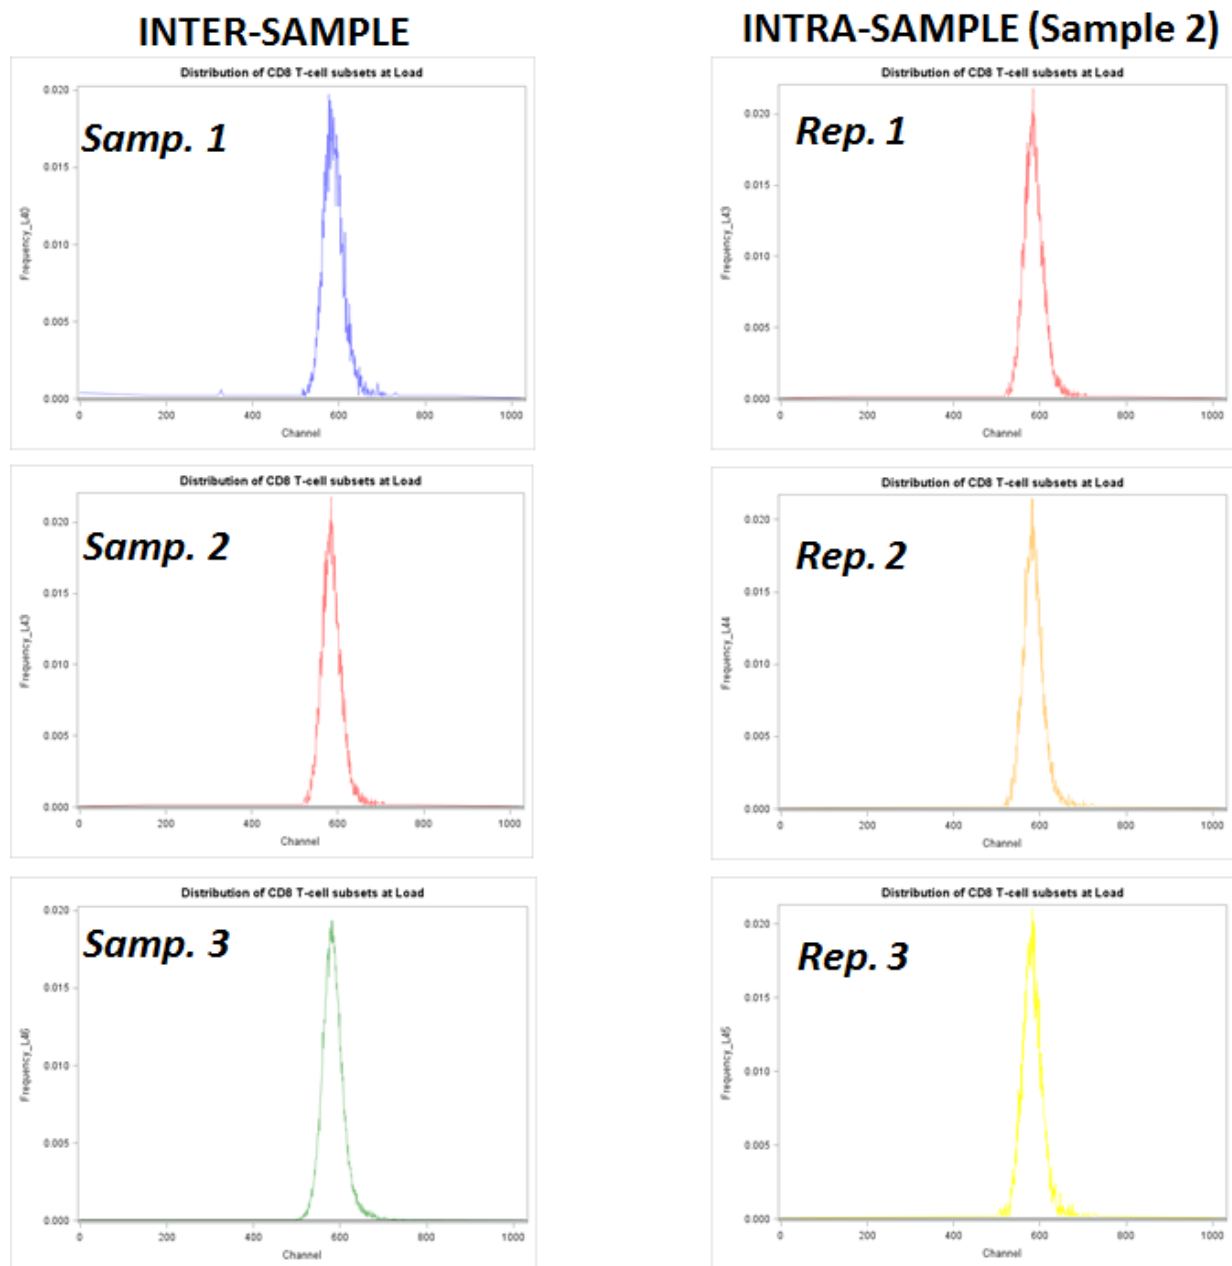 INTER-SAMPLE
Distribution of CD8 T-cell subsets at Load
Samp. 1
0.020
0.015
0.010
0.005
0.000
Frequency_L40
0 200 400 600 800 1000
Channel
Distribution of CD8 T-cell subsets at Load
Samp. 2
0.020
0.015
0.010
0.005
0.000
Frequency_L43
0 200 400 600 800 1000
Channel
Distribution of CD8 T-cell subsets at Load
Samp. 3
0.020
0.015
0.010
0.005
0.000
Frequency_L46
0 200 400 600 800 1000
Channel
INTRA-SAMPLE (Sample 2)
Distribution of CD8 T-cell subsets at Load
Rep. 1
0.020
0.015
0.010
0.005
0.000
Frequency_L43
0 200 400 600 800 1000
Channel
Distribution of CD8 T-cell subsets at Load
Rep. 2
0.020
0.015
0.010
0.005
0.000
Frequency_L44
0 200 400 600 800 1000
Channel
Distribution of CD8 T-cell subsets at Load
Rep. 3
0.020
0.015
0.010
0.005
0.000
Frequency_L45
0 200 400 600 800 1000
Channel